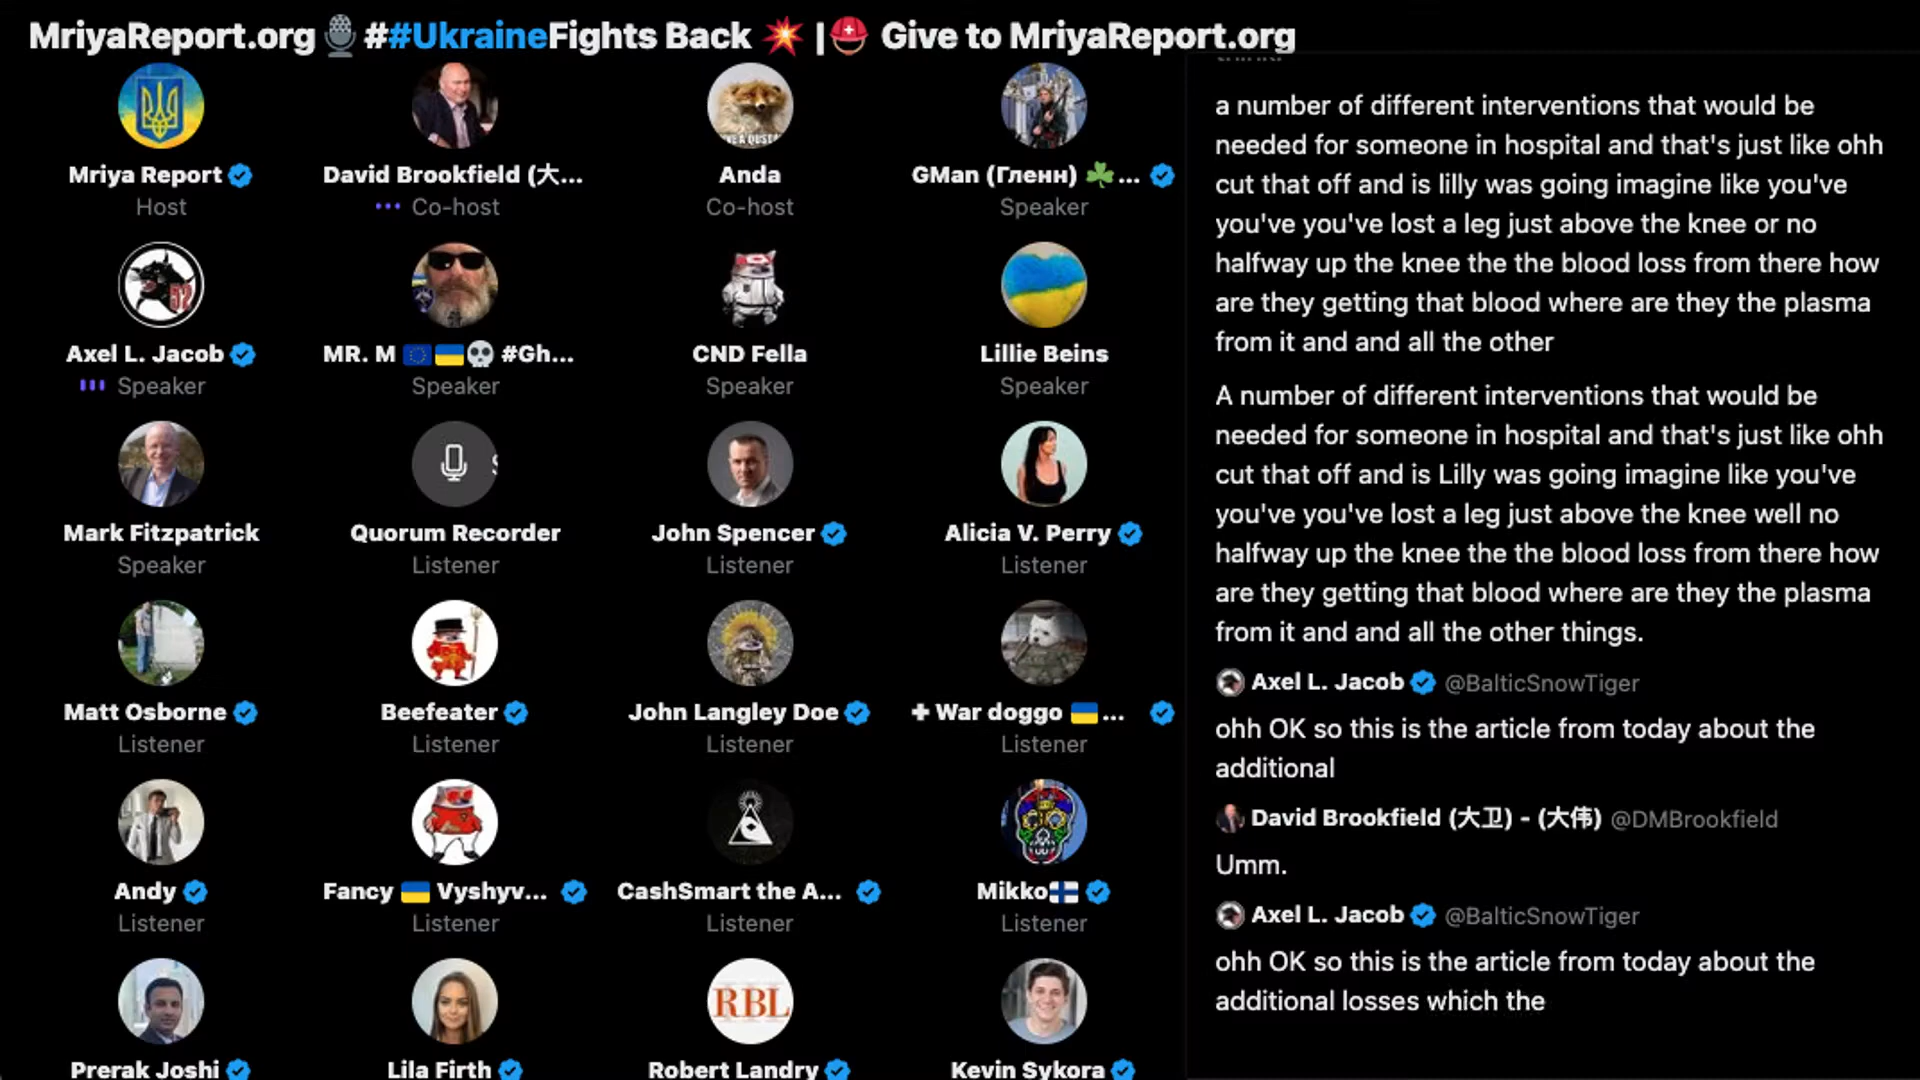 MriyaReport.org🎙️##UkraineFights Back 💥 |⛑️ Give to MriyaReport.org
Mriya Report
Host
David Brookfield (大...
Co-host
Anda
Co-host
GMan (Гленн) ☘️...
Speaker
Axel L. Jacob
Speaker
MR. M 🇪🇺🇺🇦💀 #Gh...
Speaker
CND Fella
Speaker
Lillie Beins
Speaker
Mark Fitzpatrick
Speaker
Quorum Recorder
Listener
John Spencer
Listener
Alicia V. Perry
Listener
Matt Osborne
Listener
Beefeater
Listener
John Langley Doe
Listener
✚ War doggo 🇺🇦...
Listener
Andy
Listener
Fancy 🇺🇦 Vyshyv...
Listener
CashSmart the A...
Listener
Mikko🇫🇮
Listener
RBL
Prerak Joshi
Lila Firth
Robert Landry
Kevin Sykora
a number of different interventions that would be
needed for someone in hospital and that's just like ohh
cut that off and is lilly was going imagine like you've
you've you've lost a leg just above the knee or no
halfway up the knee the the blood loss from there how
are they getting that blood where are they the plasma
from it and and all the other
A number of different interventions that would be
needed for someone in hospital and that's just like ohh
cut that off and is Lilly was going imagine like you've
you've you've lost a leg just above the knee well no
halfway up the knee the the blood loss from there how
are they getting that blood where are they the plasma
from it and and all the other things.
Axel L. Jacob @BalticSnowTiger
ohh OK so this is the article from today about the
additional
David Brookfield (大卫) - (大伟) @DMBrookfield
Umm.
Axel L. Jacob @BalticSnowTiger
ohh OK so this is the article from today about the
additional losses which the